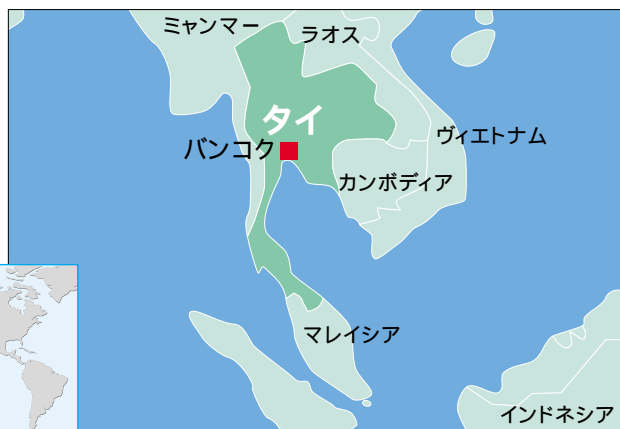 ミャンマー
ラオス
タイ
バンコク
ヴィエトナム
カンボディア
マレイシア
インドネシア